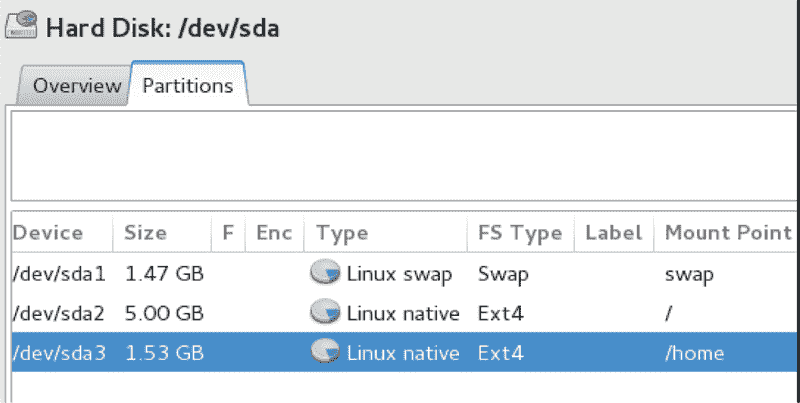 Hard Disk: /dev/sda
Overview Partitions
Device Size F Enc Type FS Type Label Mount Point
/dev/sda1 1.47 GB Linux swap Swap swap
/dev/sda2 5.00 GB Linux native Ext4 /
/dev/sda3 1.53 GB Linux native Ext4 /home